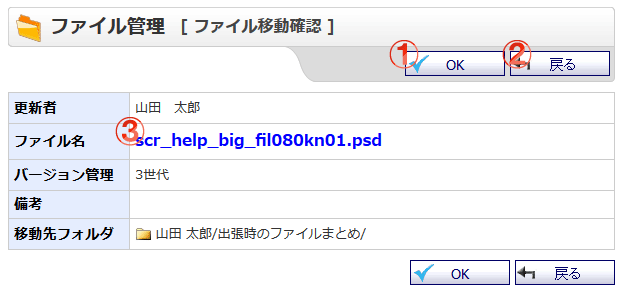 ファイル管理 [ ファイル移動確認 ]
① OK ② 戻る
更新者 山田 太郎
ファイル名 ③ scr_help_big_fil080kn01.psd
バージョン管理 3世代
備考
移動先フォルダ 山田 太郎/出張時のファイルまとめ/
OK 戻る